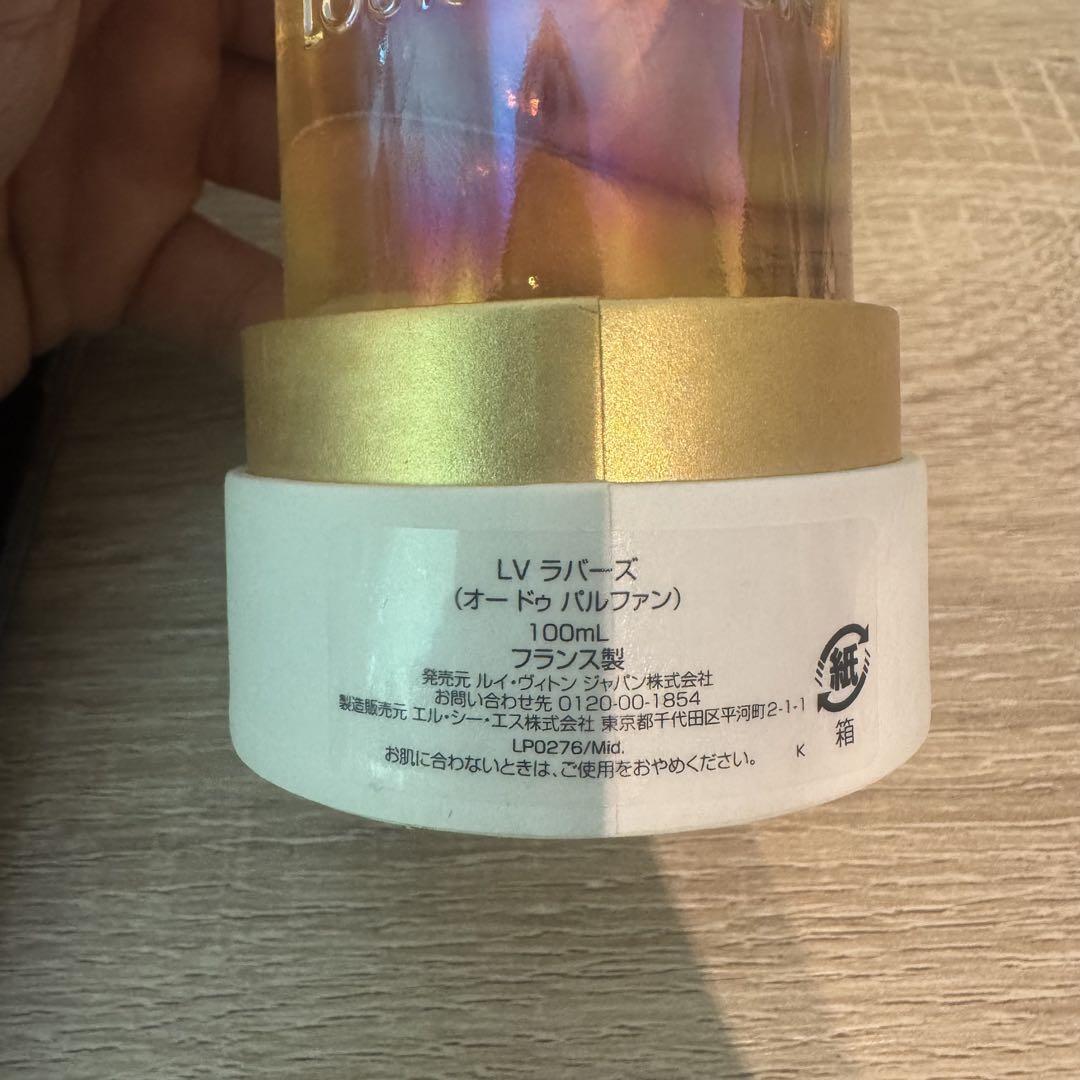 LV ラバーズ
(オー ドゥ パルファン)
100mL
フランス製
発売元 ルイ・ヴィトン ジャパン株式会社
お問い合わせ先 0120-00-1854
製造販売元 エル・シー・エス株式会社 東京都千代田区平河町2-1-1
LP0276/Mid.
お肌に合わないときは、ご使用をおやめください。
K
紙
箱